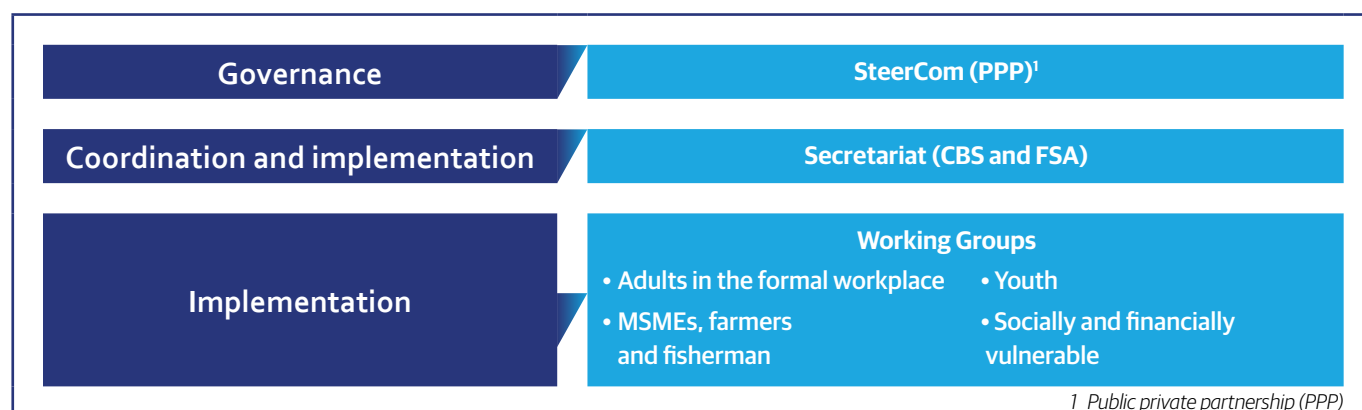 Governance
SteerCom (PPP)1
Coordination and implementation
Secretariat (CBS and FSA)
Implementation
Working Groups
• Adults in the formal workplace
• MSMEs, farmers
and fisherman
• Youth
• Socially and financially
vulnerable
1 Public private partnership (PPP)